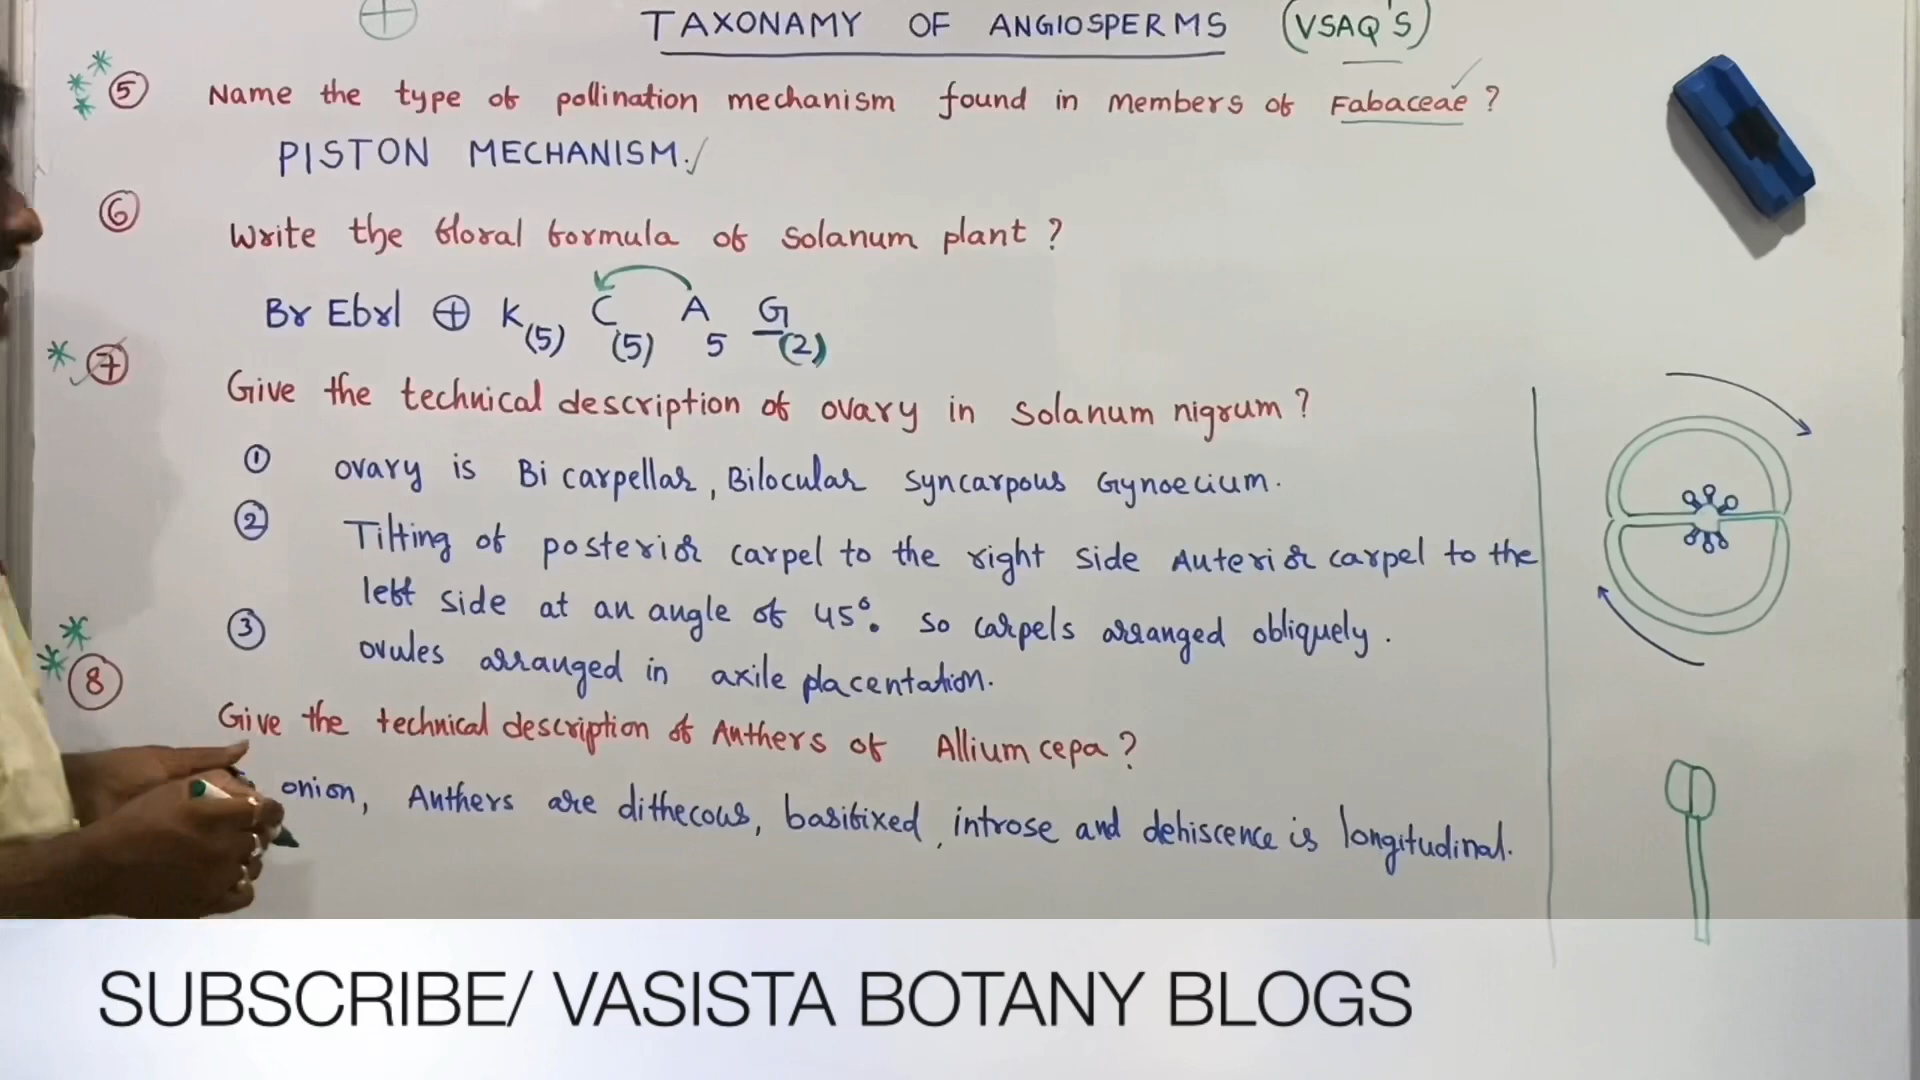 TAXONAMY OF ANGIOSPERMS (VSAQ'S)
5 Name the type of pollination mechanism found in members of Fabaceae ?
PISTON MECHANISM.
6 Write the floral formula of solanum plant ?
Br Ebrl ⊕ K(5) C(5) A5 G(2)
7 Give the technical description of ovary in Solanum nigrum ?
1 ovary is Bi carpellar, Bilocular syncarpous Gynoecium.
2 Tilting of posterior carpel to the right side Auterior carpel to the
left side at an angle of 45°. so carpels arranged obliquely.
3 ovules arranged in axile placentation.
8 Give the technical description of Anthers of Allium cepa ?
onion, Anthers are dithecous, basifixed, introse and dehiscence is longitudinal.
SUBSCRIBE/ VASISTA BOTANY BLOGS